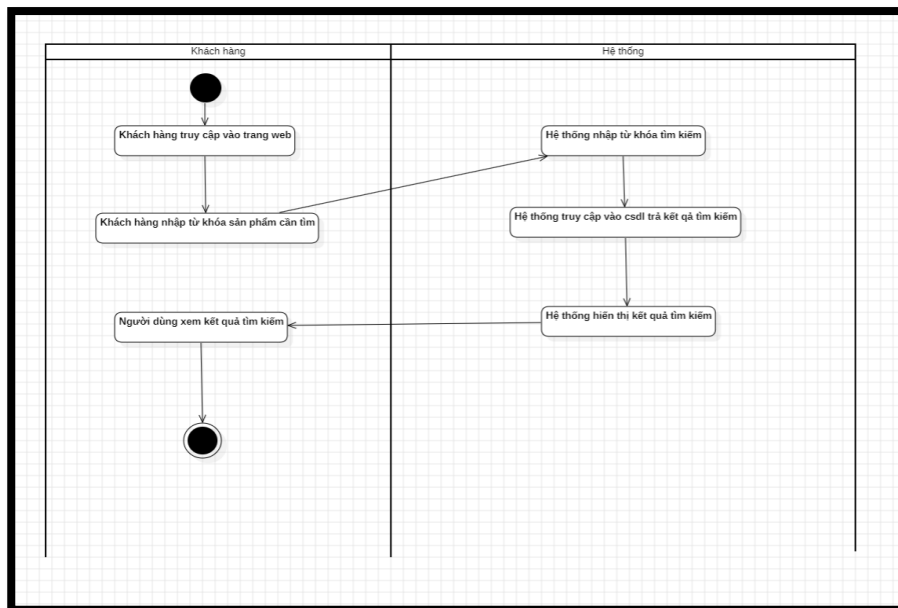 Khách hàng
Hệ thống
Khách hàng truy cập vào trang web
Hệ thống nhập từ khóa tìm kiếm
Khách hàng nhập từ khóa sản phẩm cần tìm
Hệ thống truy cập vào csdl trả kết qả tìm kiếm
Người dùng xem kết quả tìm kiếm
Hệ thống hiển thị kết quả tìm kiếm